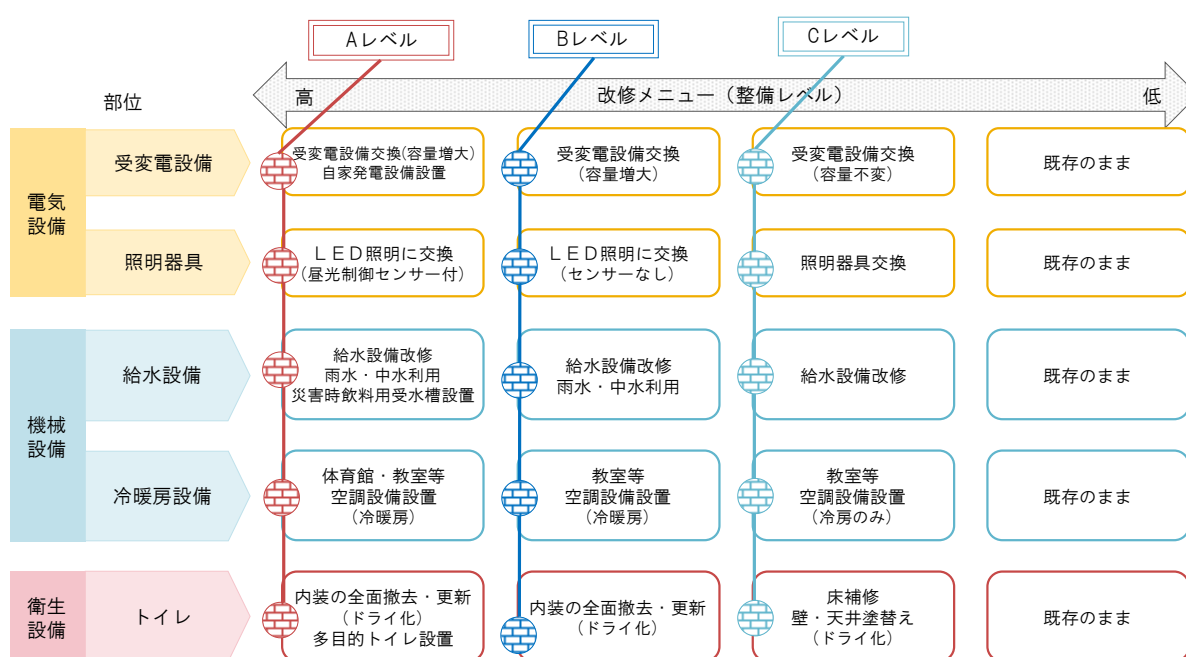 Aレベル
Bレベル
Cレベル
部位
高
改修メニュー（整備レベル）
低
電気
設備
受変電設備
受変電設備交換(容量増大)
自家発電設備設置
受変電設備交換
（容量増大）
受変電設備交換
（容量不変）
既存のまま
照明器具
ＬＥＤ照明に交換
（昼光制御センサー付）
ＬＥＤ照明に交換
（センサーなし）
照明器具交換
既存のまま
機械
設備
給水設備
給水設備改修
雨水・中水利用
災害時飲料用受水槽設置
給水設備改修
雨水・中水利用
給水設備改修
既存のまま
冷暖房設備
体育館・教室等
空調設備設置
（冷暖房）
教室等
空調設備設置
（冷暖房）
教室等
空調設備設置
（冷房のみ）
既存のまま
衛生
設備
トイレ
内装の全面撤去・更新
（ドライ化）
多目的トイレ設置
内装の全面撤去・更新
（ドライ化）
床補修
壁・天井塗替え
（ドライ化）
既存のまま